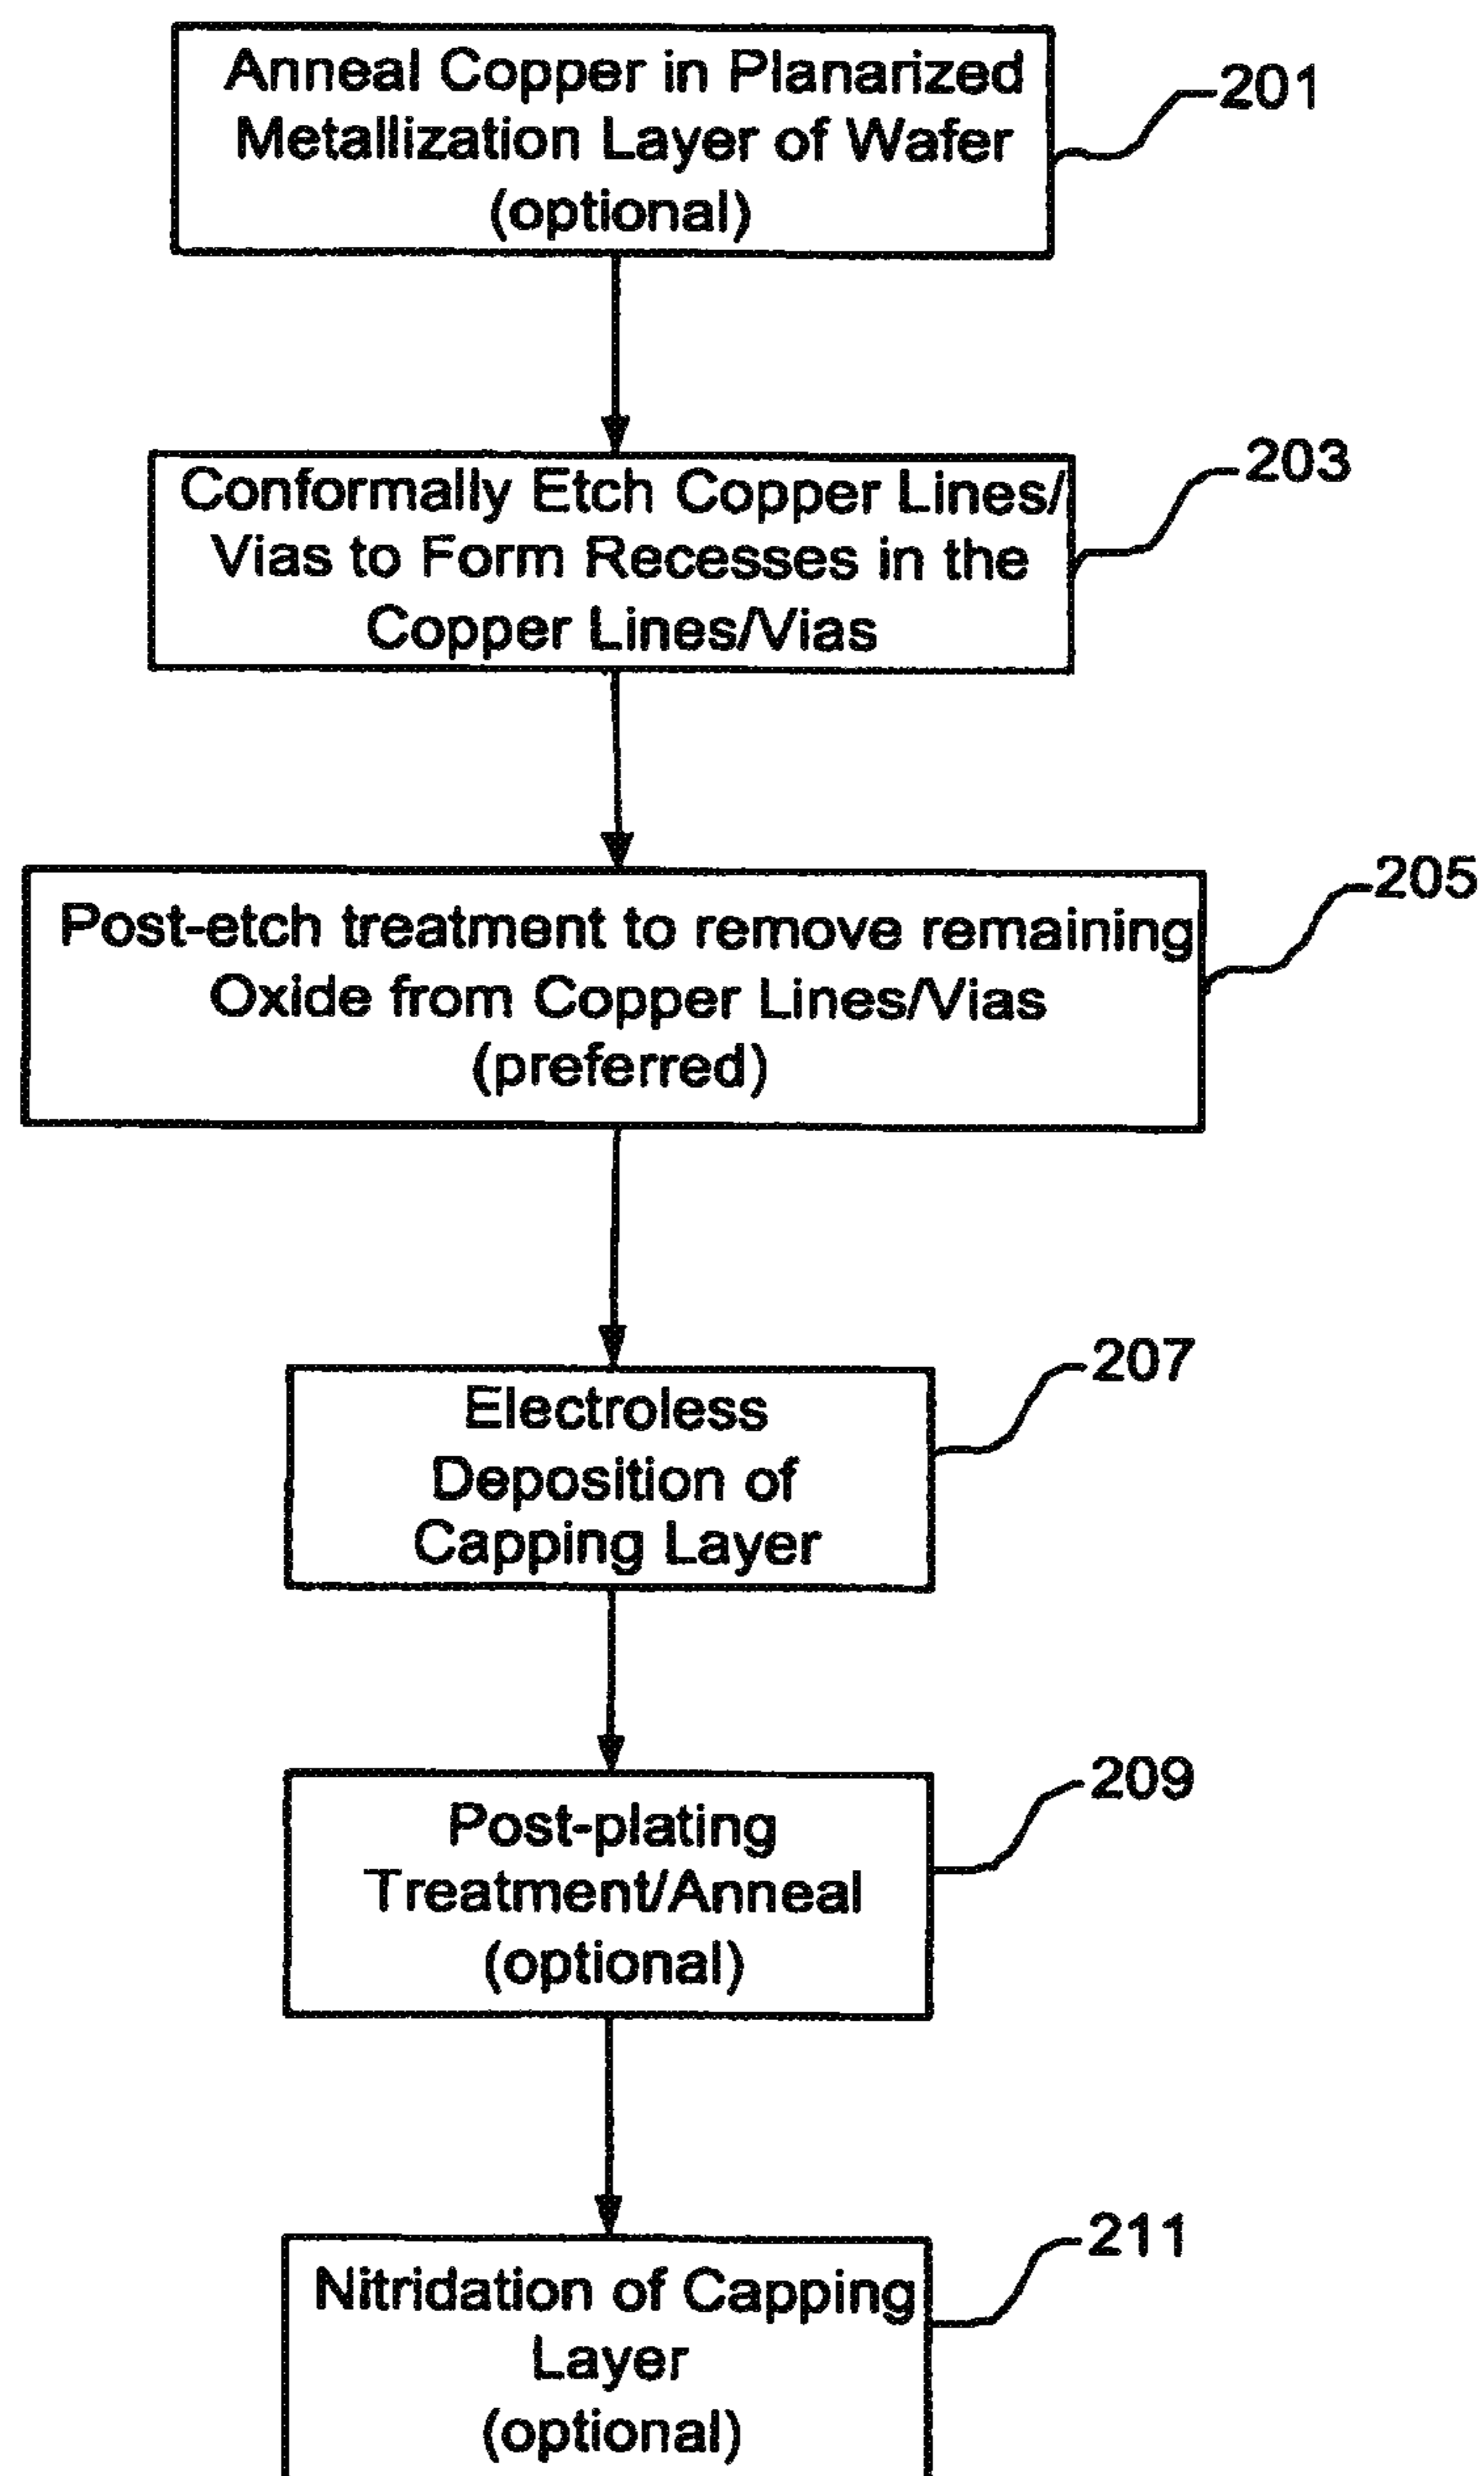 Anneal Copper in Planarized
Metallization Layer of Wafer
(optional)
201
Conformally Etch Copper Lines/
Vias to Form Recesses in the
Copper Lines/Vias
203
Post-etch treatment to remove remaining
Oxide from Copper Lines/Vias
(preferred)
205
Electroless
Deposition of
Capping Layer
207
Post-plating
Treatment/Anneal
(optional)
209
Nitridation of Capping
Layer
(optional)
211